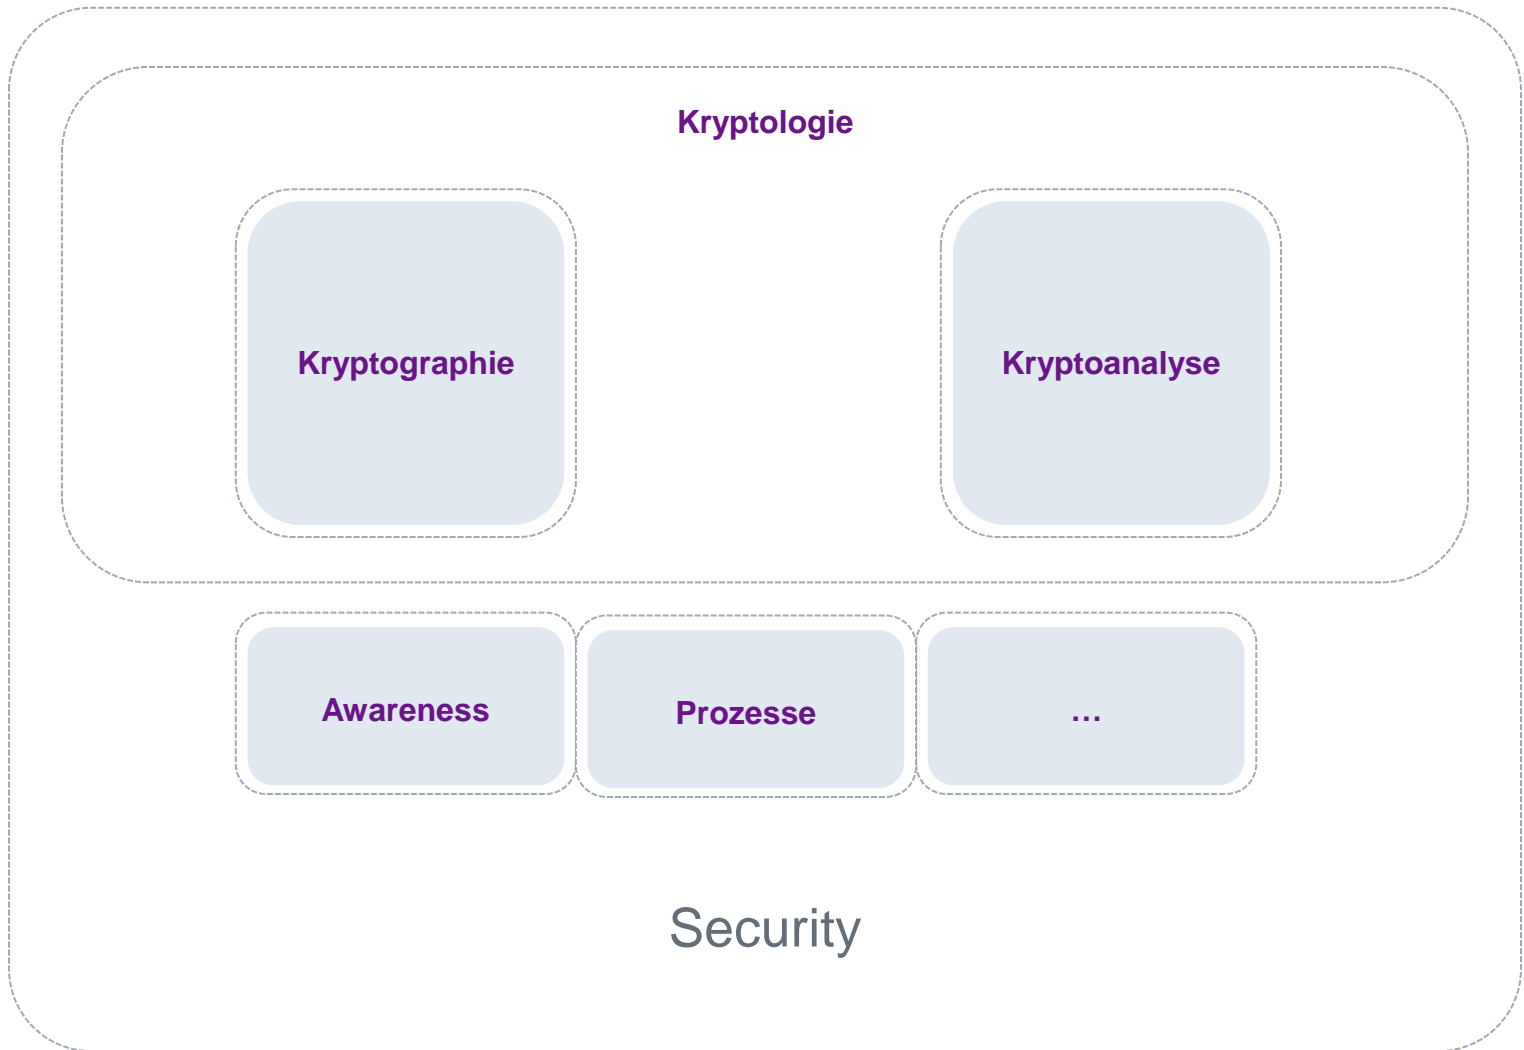 Kryptologie
Kryptographie
Kryptoanalyse
Awareness
Prozesse
…
Security